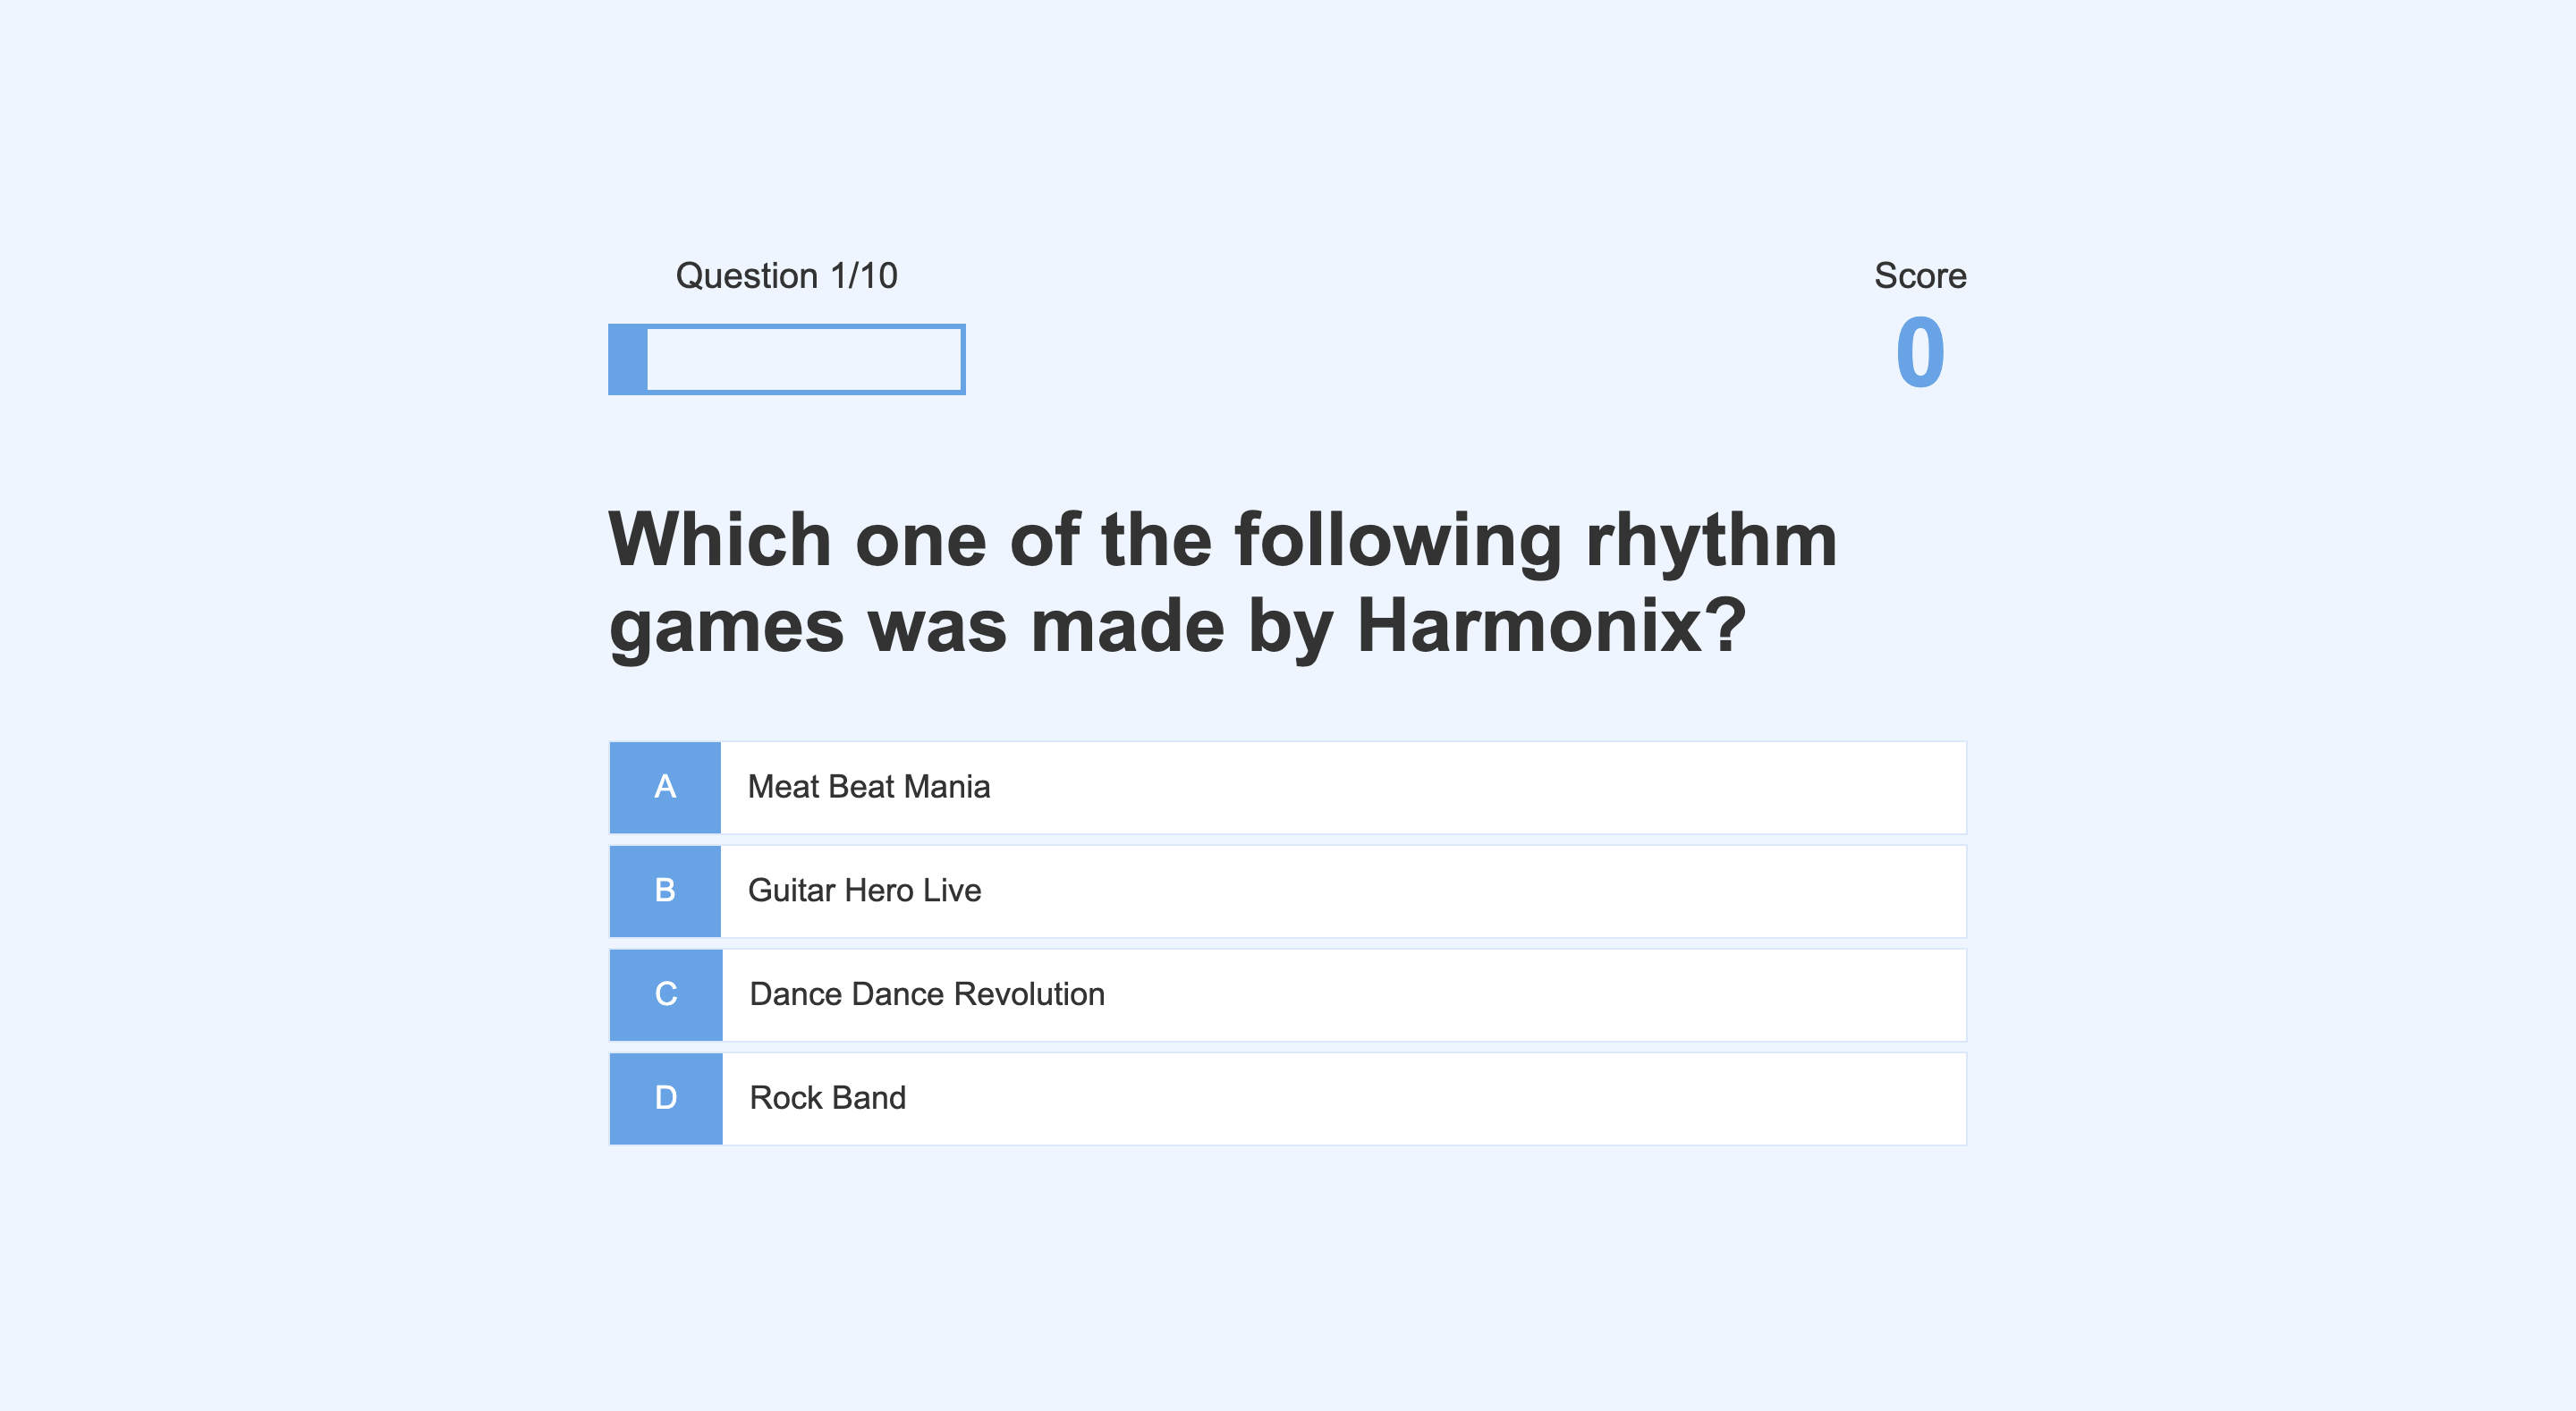 Question 1/10
Score
0
Which one of the following rhythm
games was made by Harmonix?
A Meat Beat Mania
B Guitar Hero Live
C Dance Dance Revolution
D Rock Band